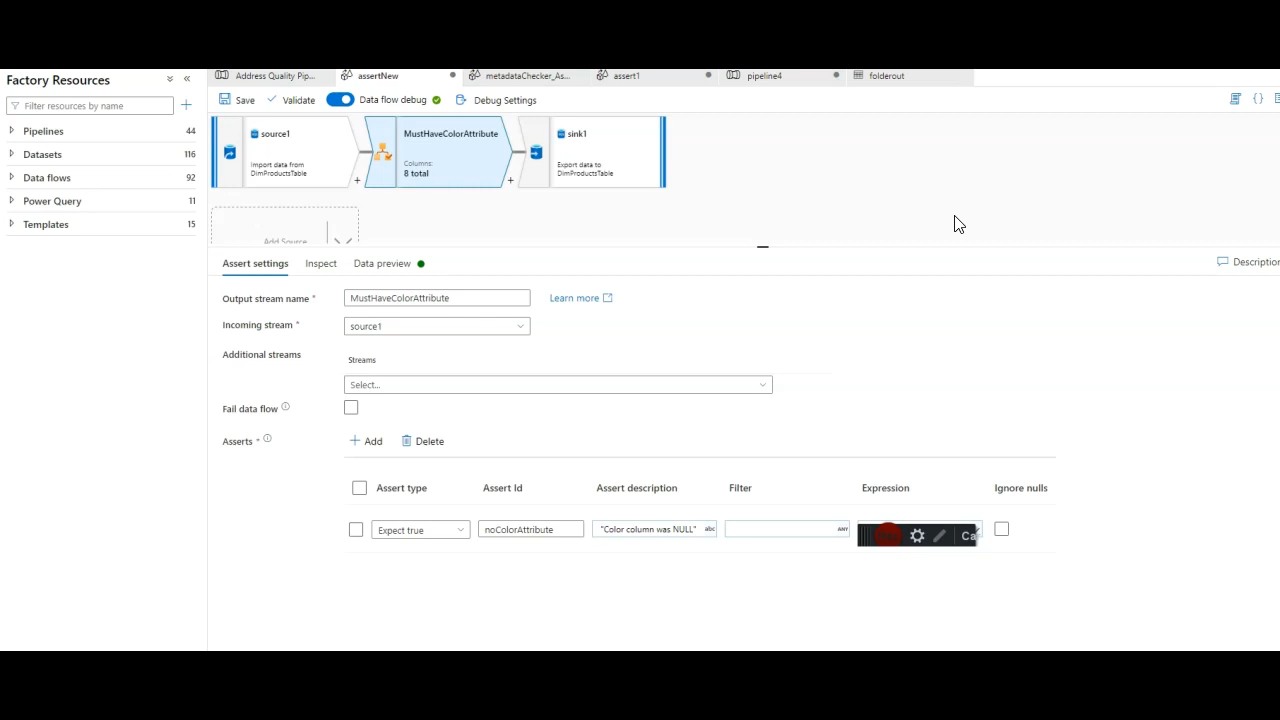 Factory Resources
Address Quality Pip...
assertNew
metadataChecker_As...
assert1
pipeline4
folderout
Filter resources by name
Save
Validate
Data flow debug
Debug Settings
Pipelines
44
Datasets
116
Data flows
92
Power Query
11
Templates
15
source1
Import data from
DimProductsTable
MustHaveColorAttribute
Columns:
8 total
sink1
Export data to
DimProductsTable
Add Source
Assert settings
Inspect
Data preview
Description
Output stream name *
MustHaveColorAttribute
Learn more
Incoming stream *
source1
Additional streams
Streams
Select...
Fail data flow
Asserts *
Add
Delete
Assert type
Assert Id
Assert description
Filter
Expression
Ignore nulls
Expect true
noColorAttribute
"Color column was NULL"
abc
ANY
Ca